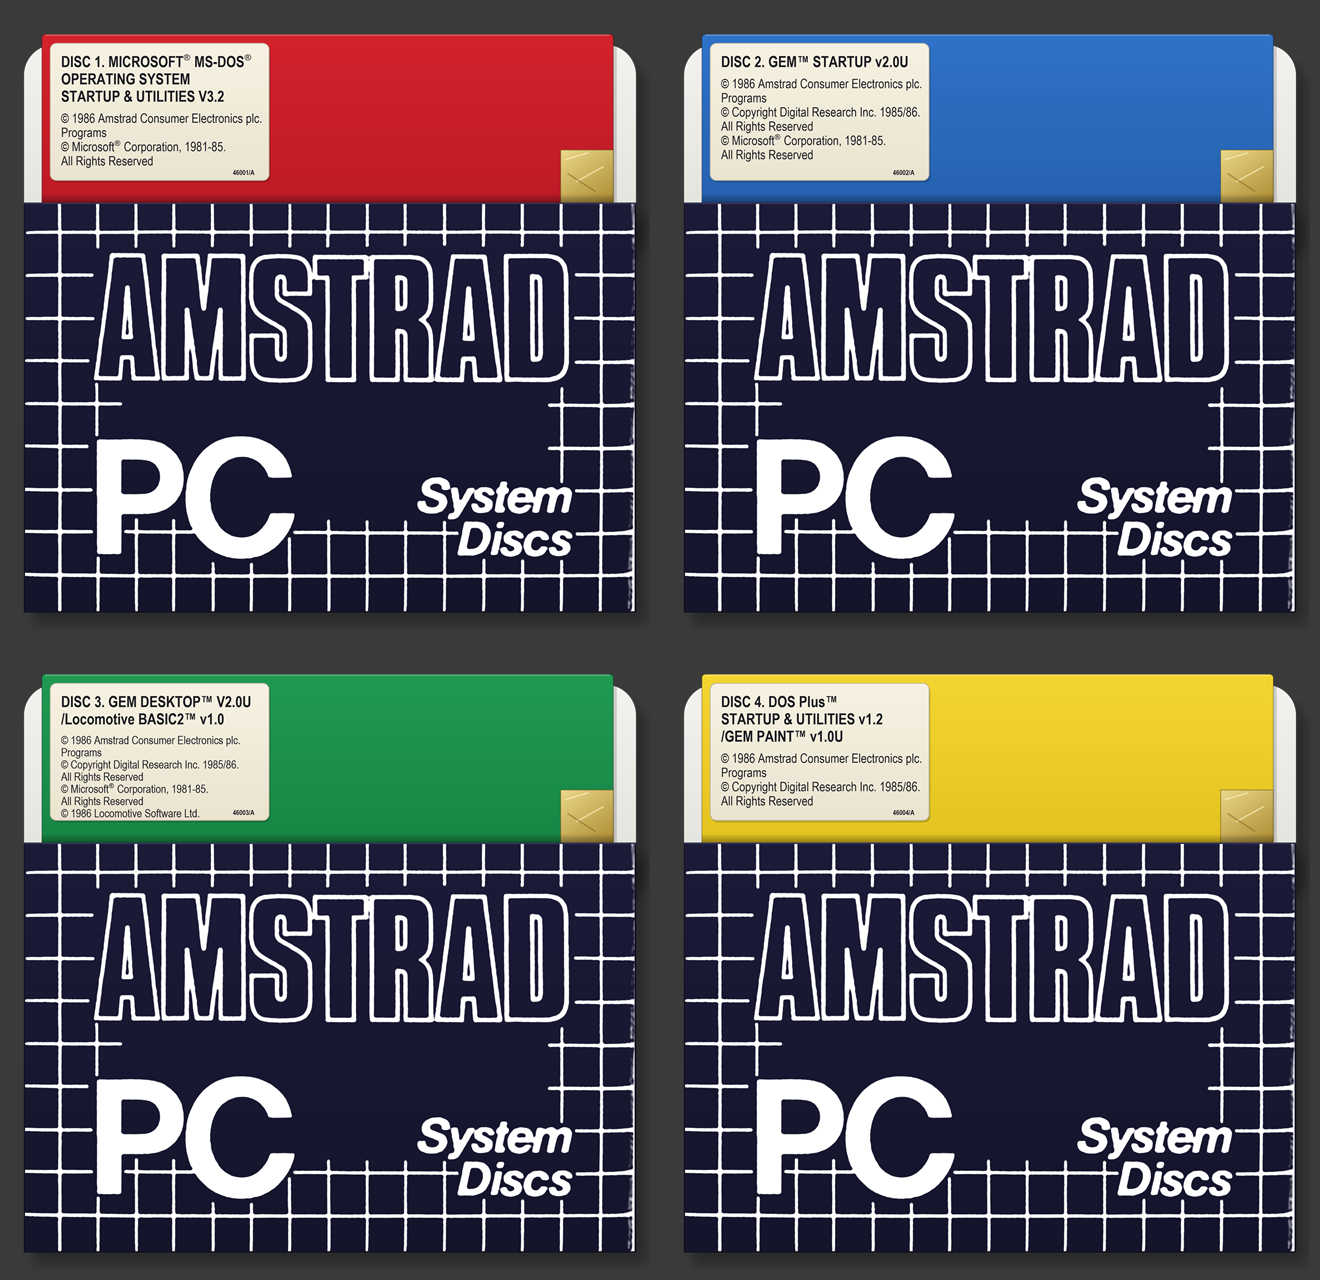 DISC 1. MICROSOFT® MS-DOS®
OPERATING SYSTEM
STARTUP & UTILITIES V3.2
© 1986 Amstrad Consumer Electronics plc.
Programs
© Microsoft® Corporation, 1981-85.
All Rights Reserved
46001/A
AMSTRAD
PC
System
Discs
DISC 2. GEM™ STARTUP v2.0U
© 1986 Amstrad Consumer Electronics plc.
Programs
© Copyright Digital Research Inc. 1985/86.
All Rights Reserved
© Microsoft® Corporation, 1981-85.
All Rights Reserved
46002/A
AMSTRAD
PC
System
Discs
DISC 3. GEM DESKTOP™ V2.0U
/Locomotive BASIC2™ v1.0
© 1986 Amstrad Consumer Electronics plc.
Programs
© Copyright Digital Research Inc. 1985/86.
All Rights Reserved
© Microsoft® Corporation, 1981-85.
All Rights Reserved
© 1986 Locomotive Software Ltd.
46003/A
AMSTRAD
PC
System
Discs
DISC 4. DOS Plus™
STARTUP & UTILITIES v1.2
/GEM PAINT™ v1.0U
© 1986 Amstrad Consumer Electronics plc.
Programs
© Copyright Digital Research Inc. 1985/86.
All Rights Reserved
46004/A
AMSTRAD
PC
System
Discs